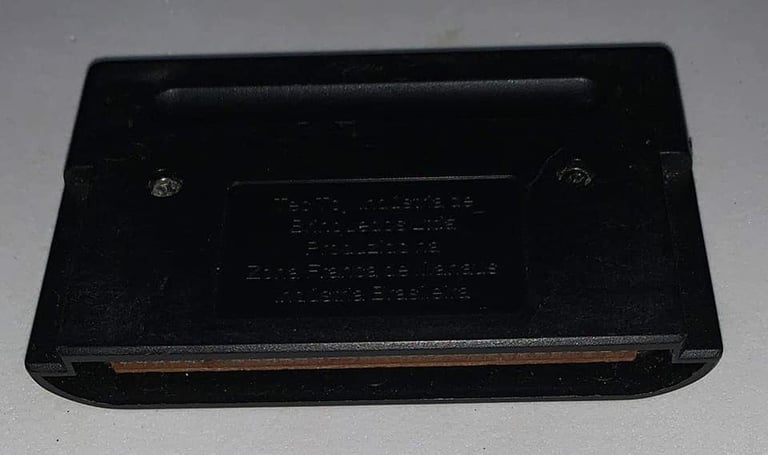 Tec Toy Indústria de
Brinquedos Ltda
Produzido na
Zona Franca de Manaus
Indústria Brasileira